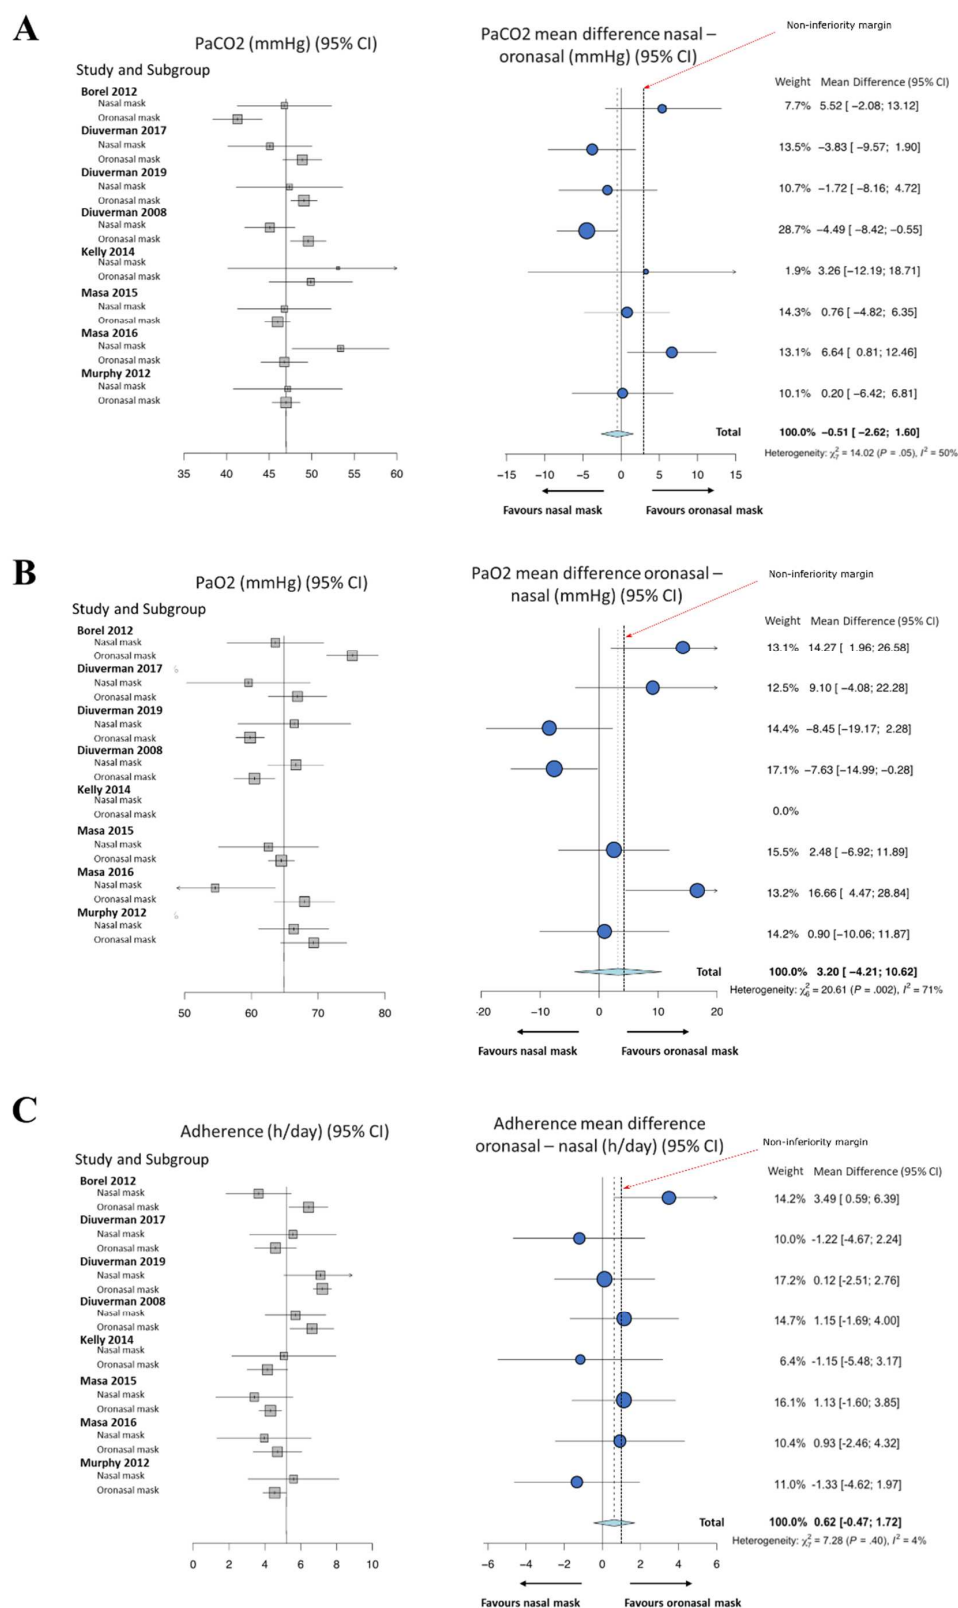 A
PaCO2 (mmHg) (95% CI)
PaCO2 mean difference nasal –
oronasal (mmHg) (95% CI)
Non-inferiority margin
Study and Subgroup
Weight Mean Difference (95% CI)
Borel 2012
Nasal mask
Oronasal mask
7.7% 5.52 [ −2.08; 13.12]
Diuverman 2017
Nasal mask
Oronasal mask
13.5% −3.83 [ −9.57; 1.90]
Diuverman 2019
Nasal mask
Oronasal mask
10.7% −1.72 [ −8.16; 4.72]
Diuverman 2008
Nasal mask
Oronasal mask
28.7% −4.49 [ −8.42; −0.55]
Kelly 2014
Nasal mask
Oronasal mask
1.9% 3.26 [−12.19; 18.71]
Masa 2015
Nasal mask
Oronasal mask
14.3% 0.76 [ −4.82; 6.35]
Masa 2016
Nasal mask
Oronasal mask
13.1% 6.64 [ 0.81; 12.46]
Murphy 2012
Nasal mask
Oronasal mask
10.1% 0.20 [ −6.42; 6.81]
Total 100.0% −0.51 [ −2.62; 1.60]
Heterogeneity: χ²₇ = 14.02 (P = .05), I² = 50%
35 40 45 50 55 60
−15 −10 −5 0 5 10 15
Favours nasal mask Favours oronasal mask
B
PaO2 (mmHg) (95% CI)
PaO2 mean difference oronasal –
nasal (mmHg) (95% CI)
Non-inferiority margin
Study and Subgroup
Weight Mean Difference (95% CI)
Borel 2012
Nasal mask
Oronasal mask
13.1% 14.27 [ 1.96; 26.58]
Diuverman 2017
Nasal mask
Oronasal mask
12.5% 9.10 [ −4.08; 22.28]
Diuverman 2019
Nasal mask
Oronasal mask
14.4% −8.45 [−19.17; 2.28]
Diuverman 2008
Nasal mask
Oronasal mask
17.1% −7.63 [−14.99; −0.28]
Kelly 2014
Nasal mask
Oronasal mask
0.0%
Masa 2015
Nasal mask
Oronasal mask
15.5% 2.48 [ −6.92; 11.89]
Masa 2016
Nasal mask
Oronasal mask
13.2% 16.66 [ 4.47; 28.84]
Murphy 2012
Nasal mask
Oronasal mask
14.2% 0.90 [−10.06; 11.87]
Total 100.0% 3.20 [ −4.21; 10.62]
Heterogeneity: χ²₆ = 20.61 (P = .002), I² = 71%
50 60 70 80
-20 −10 0 10 20
Favours nasal mask Favours oronasal mask
C
Adherence (h/day) (95% CI)
Adherence mean difference
oronasal – nasal (h/day) (95% CI)
Non-inferiority margin
Study and Subgroup
Weight Mean Difference (95% CI)
Borel 2012
Nasal mask
Oronasal mask
14.2% 3.49 [ 0.59; 6.39]
Diuverman 2017
Nasal mask
Oronasal mask
10.0% -1.22 [-4.67; 2.24]
Diuverman 2019
Nasal mask
Oronasal mask
17.2% 0.12 [-2.51; 2.76]
Diuverman 2008
Nasal mask
Oronasal mask
14.7% 1.15 [-1.69; 4.00]
Kelly 2014
Nasal mask
Oronasal mask
6.4% -1.15 [-5.48; 3.17]
Masa 2015
Nasal mask
Oronasal mask
16.1% 1.13 [-1.60; 3.85]
Masa 2016
Nasal mask
Oronasal mask
10.4% 0.93 [-2.46; 4.32]
Murphy 2012
Nasal mask
Oronasal mask
11.0% -1.33 [-4.62; 1.97]
Total 100.0% 0.62 [-0.47; 1.72]
Heterogeneity: χ²₇ = 7.28 (P = .40), I² = 4%
0 2 4 6 8 10
−6 −4 −2 0 2 4 6
Favours nasal mask Favours oronasal mask